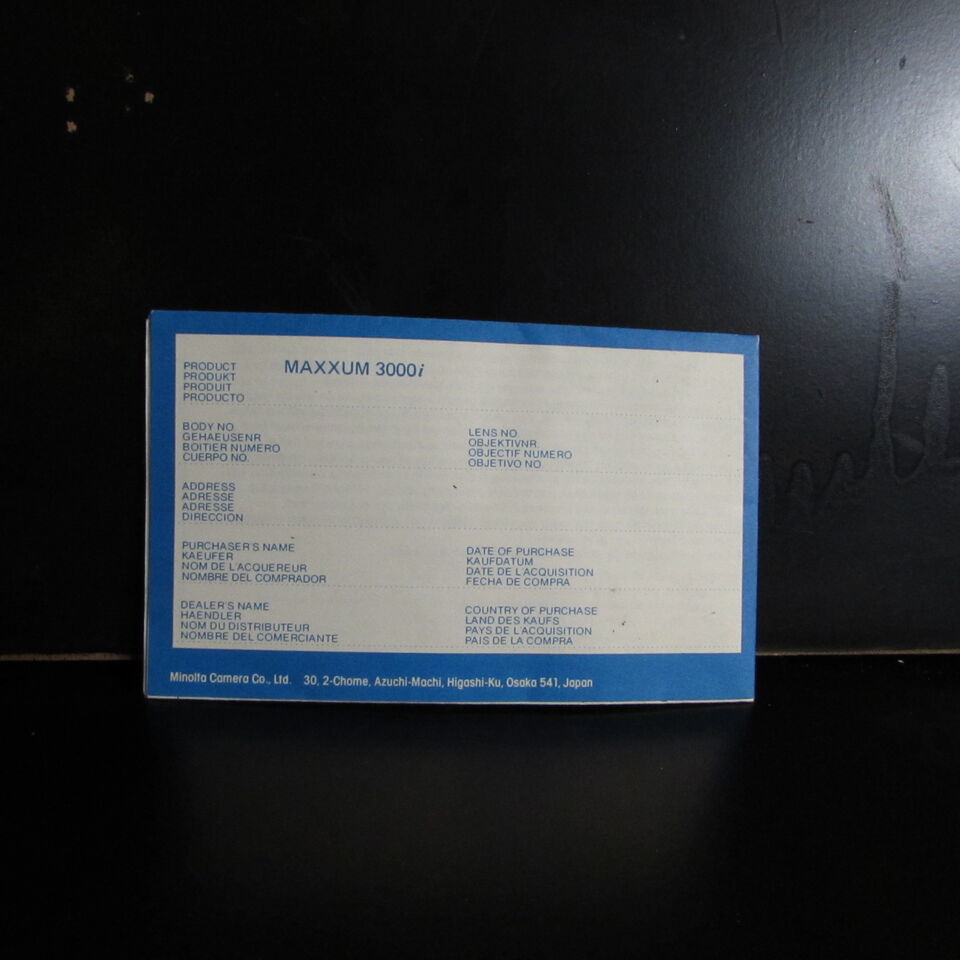 PRODUCT MAXXUM 3000i
PRODUKT
PRODUIT
PRODUCTO
BODY NO.
GEHAEUSENR
BOITIER NUMERO
CUERPO NO.
LENS NO.
OBJEKTIVNR.
OBJECTIF NUMERO
OBJETIVO NO.
ADDRESS
ADRESSE
ADRESSE
DIRECCION
PURCHASER'S NAME
KAEUFER
NOM DE L'ACQUEREUR
NOMBRE DEL COMPRADOR
DATE OF PURCHASE
KAUFDATUM
DATE DE L'ACQUISITION
FECHA DE COMPRA
DEALER'S NAME
HAENDLER
NOM DU DISTRIBUTEUR
NOMBRE DEL COMERCIANTE
COUNTRY OF PURCHASE
LAND DES KAUFS
PAYS DE L'ACQUISITION
PAIS DE LA COMPRA
Minolta Camera Co., Ltd. 30, 2-Chome, Azuchi-Machi, Higashi-Ku, Osaka 541, Japan